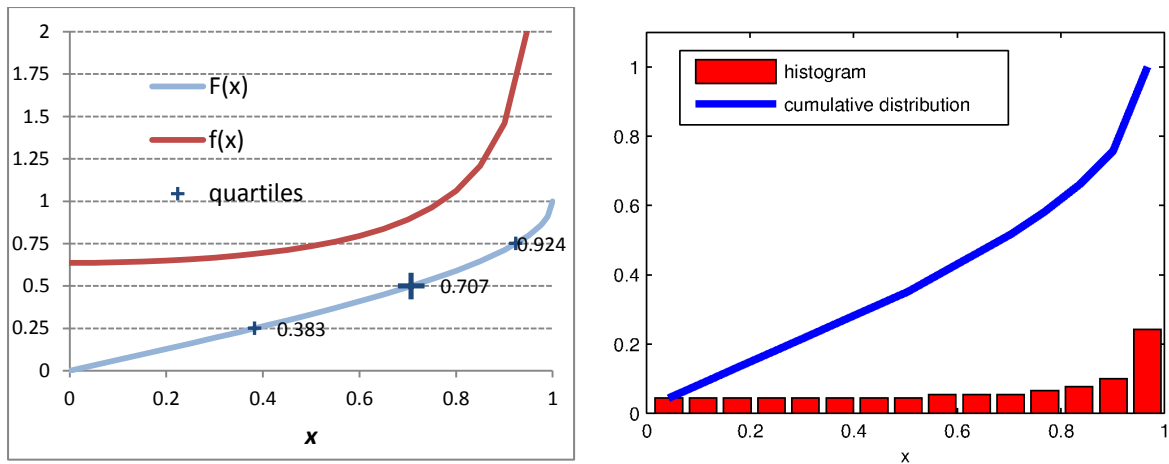 2
1.75
F(x)
1.5
f(x)
1.25
quartiles
1
0.75
0.924
0.5
0.707
0.25
0.383
0
0 0.2 0.4 0.6 0.8 1
x
histogram
cumulative distribution
1
0.8
0.6
0.4
0.2
0
0 0.2 0.4 0.6 0.8 1
x